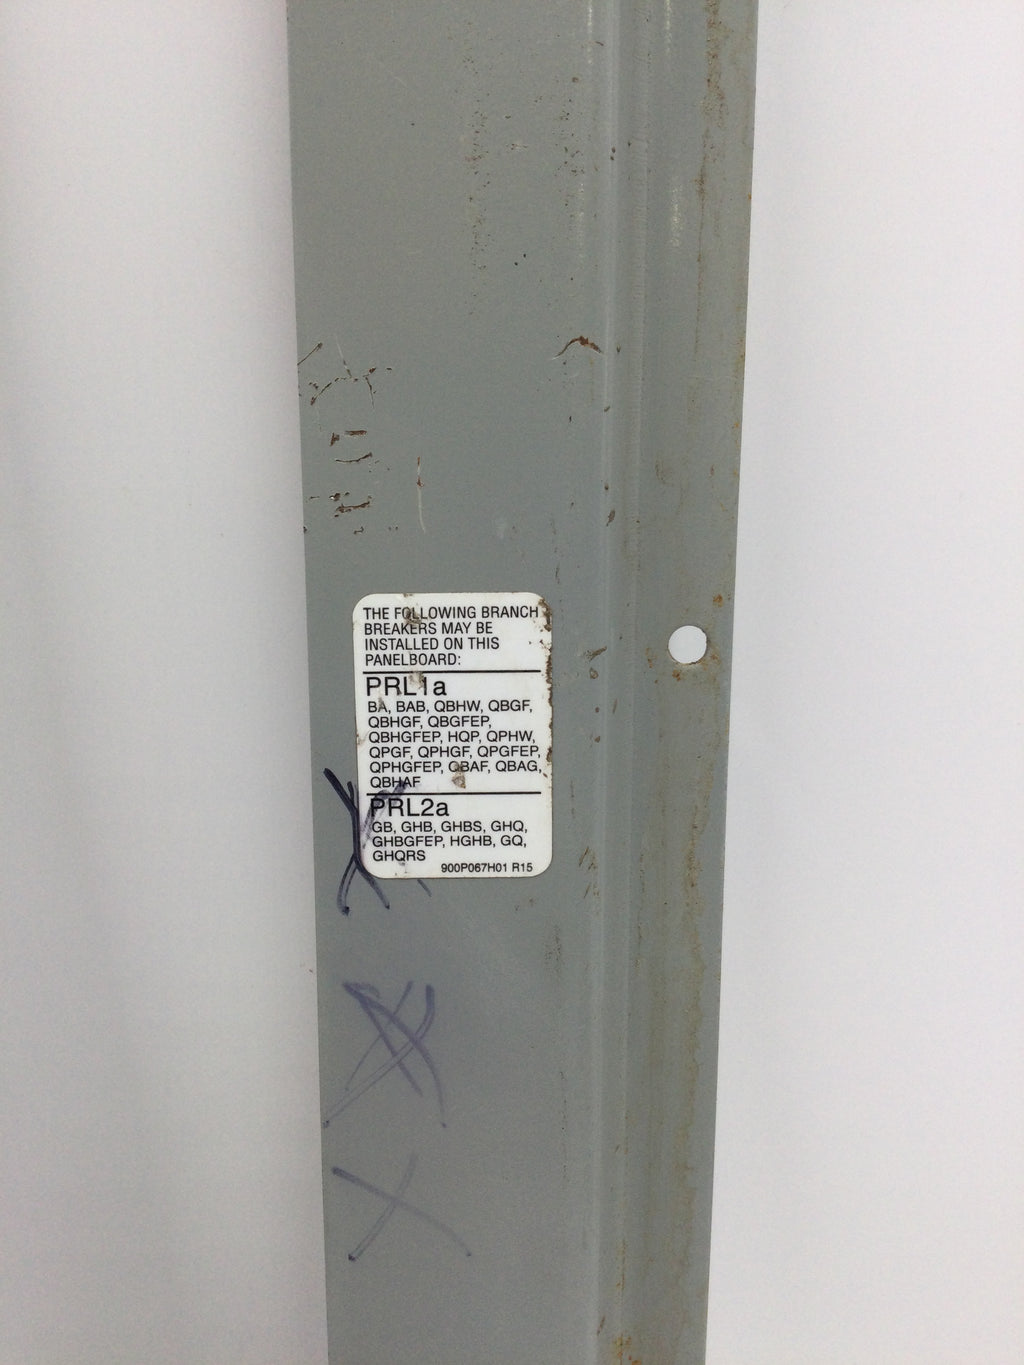 THE FOLLOWING BRANCH
BREAKERS MAY BE
INSTALLED ON THIS
PANELBOARD:
PRL1a
BA, BAB, QBHW, QBGF,
QBHGF, QBGFEP,
QBHGFEP, HQP, QPHW,
QPGF, QPHGF, QPGFEP,
QPHGFEP, QBAF, QBAG,
QBHAF
PRL2a
GB, GHB, GHBS, GHQ,
GHBGFEP, HGHB, GQ,
GHQRS
900P067H01 R15